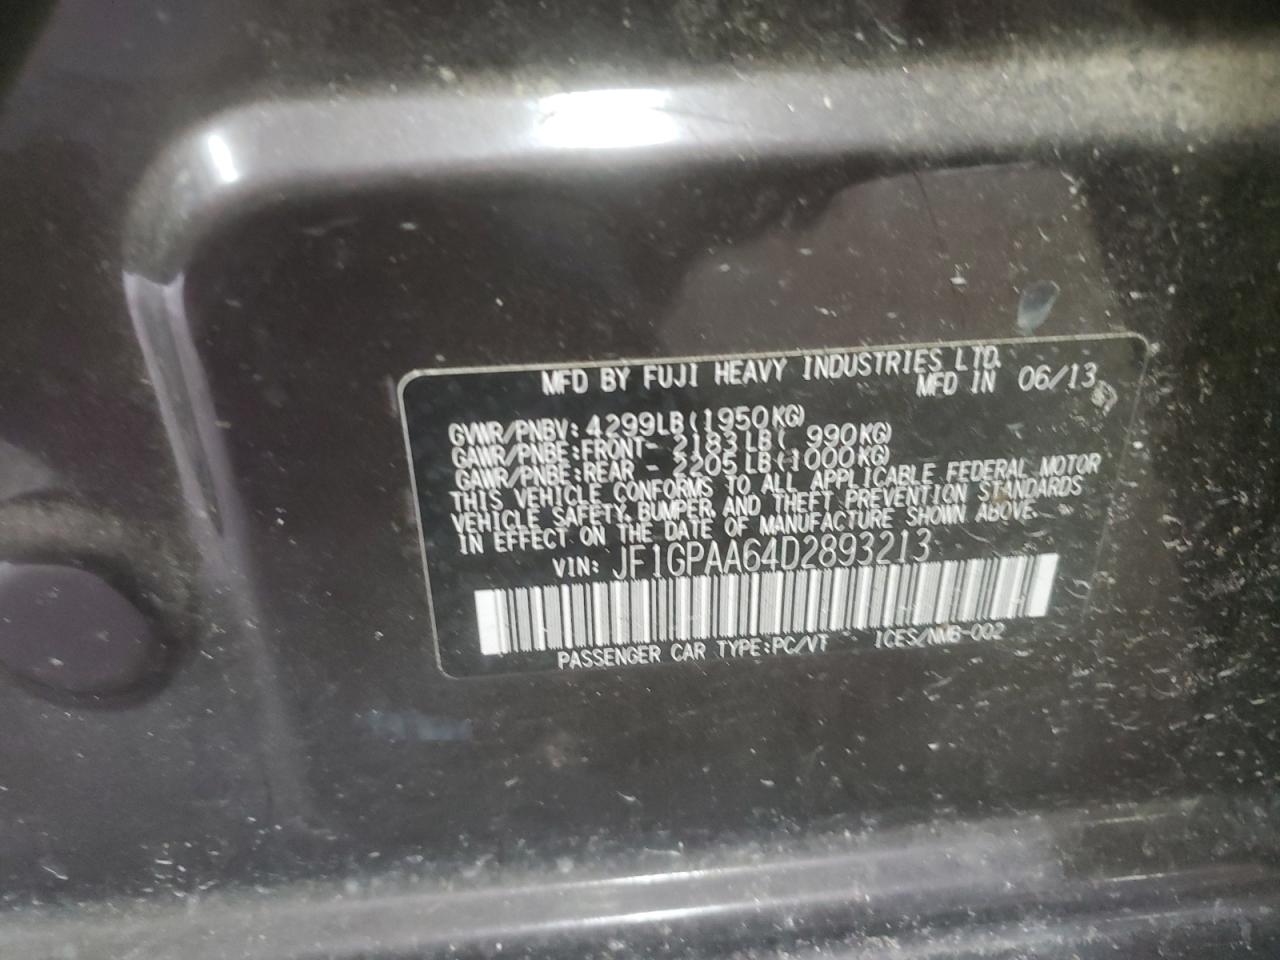 MFD BY FUJI HEAVY INDUSTRIES LTD.
MFD IN 06/13
GVWR/PNBV: 4299LB(1950KG)
GAWR/PNBE:FRONT- 2183LB( 990KG)
GAWR/PNBE:REAR - 2205LB(1000KG)
THIS VEHICLE CONFORMS TO ALL APPLICABLE FEDERAL MOTOR
VEHICLE SAFETY, BUMPER, AND THEFT PREVENTION STANDARDS
IN EFFECT ON THE DATE OF MANUFACTURE SHOWN ABOVE.
VIN: JF1GPAA64D2893213
PASSENGER CAR TYPE:PC/VT ICES/NMB-002